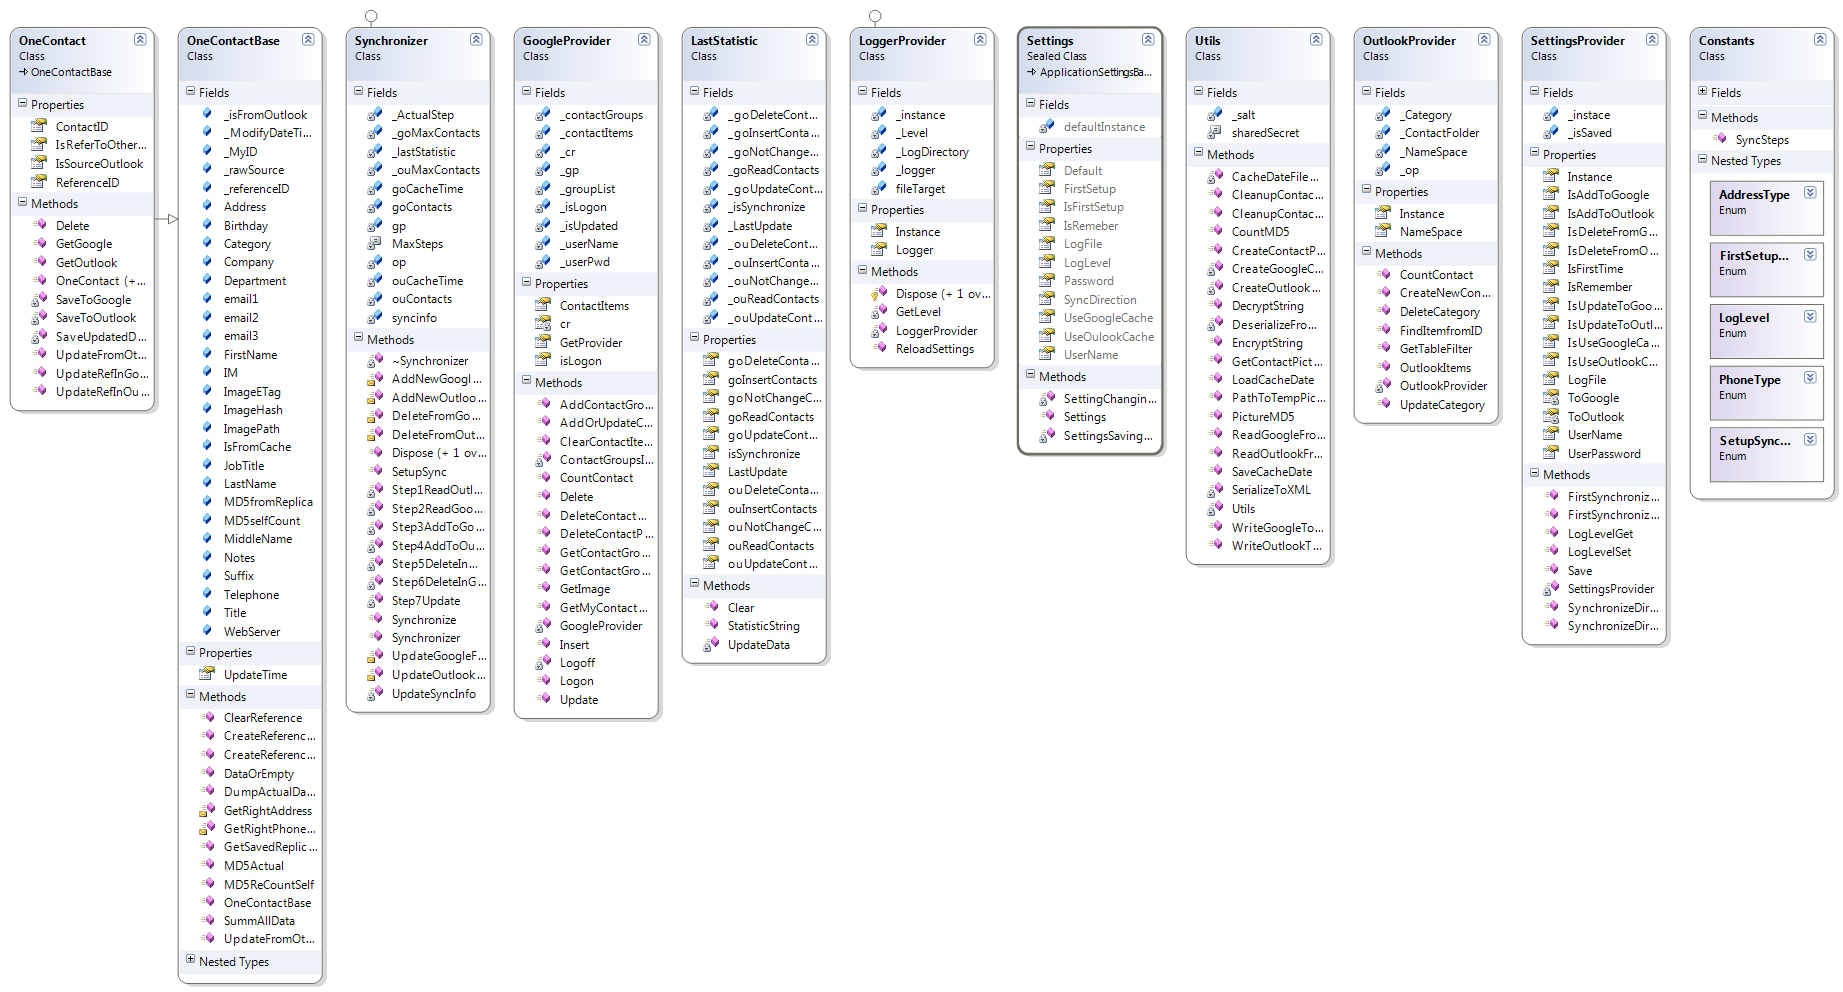 OneContact
Class
OneContactBase
Properties
ContactID
IsReferToOther...
IsSourceOutlook
ReferenceID
Methods
Delete
GetGoogle
GetOutlook
OneContact (+...
SaveToGoogle
SaveToOutlook
SaveUpdatedD...
UpdateFromOt...
UpdateRefInGo...
UpdateRefInOu...
OneContactBase
Class
Fields
_isFromOutlook
_ModifyDateTi...
_MyID
_rawSource
_referenceID
Address
Birthday
Category
Company
Department
email1
email2
email3
FirstName
IM
ImageETag
ImageHash
ImagePath
IsFromCache
JobTitle
LastName
MD5fromReplica
MD5selfCount
MiddleName
Notes
Suffix
Telephone
Title
WebServer
Properties
UpdateTime
Methods
ClearReference
CreateReferenc...
CreateReferenc...
DataOrEmpty
DumpActualDa...
GetRightAddress
GetRightPhone...
GetSavedReplic...
MD5Actual
MD5ReCountSelf
OneContactBase
SummAllData
UpdateFromOt...
Nested Types
Synchronizer
Class
Fields
_ActualStep
_goMaxContacts
_lastStatistic
_ouMaxContacts
goCacheTime
goContacts
gp
MaxSteps
op
ouCacheTime
ouContacts
syncinfo
Methods
~Synchronizer
AddNewGoogl...
AddNewOutloo...
DeleteFromGo...
DeleteFromOut...
Dispose (+ 1 ov...
SetupSync
Step1ReadOutl...
Step2ReadGoo...
Step3AddToGo...
Step4AddToOu...
Step5DeleteIn...
Step6DeleteInG...
Step7Update
Synchronize
Synchronizer
UpdateGoogleF...
UpdateOutlook...
UpdateSyncInfo
GoogleProvider
Class
Fields
_contactGroups
_contactItems
_cr
_gp
_groupList
_isLogon
_isUpdated
_userName
_userPwd
Properties
ContactItems
cr
GetProvider
isLogon
Methods
AddContactGro...
AddOrUpdateC...
ClearContactIte...
ContactGroupsI...
CountContact
Delete
DeleteContact...
DeleteContactP...
GetContactGro...
GetContactGro...
GetImage
GetMyContact...
GoogleProvider
Insert
Logoff
Logon
Update
LastStatistic
Class
Fields
_goDeleteCont...
_goInsertConta...
_goNotChange...
_goReadContacts
_goUpdateCont...
_isSynchronize
_LastUpdate
_ouDeleteCont...
_ouInsertConta...
_ouNotChange...
_ouReadContacts
_ouUpdateCont...
Properties
goDeleteConta...
goInsertContacts
goNotChangeC...
goReadContacts
goUpdateCont...
isSynchronize
LastUpdate
ouDeleteConta...
ouInsertContacts
ouNotChangeC...
ouReadContacts
ouUpdateCont...
Methods
Clear
StatisticString
UpdateData
LoggerProvider
Class
Fields
_instance
_Level
_LogDirectory
_logger
fileTarget
Properties
Instance
Logger
Methods
Dispose (+ 1 ov...
GetLevel
LoggerProvider
ReloadSettings
Settings
Sealed Class
ApplicationSettingsBa...
Fields
defaultInstance
Properties
Default
FirstSetup
IsFirstSetup
IsRemeber
LogFile
LogLevel
Password
SyncDirection
UseGoogleCache
UseOulookCache
UserName
Methods
SettingChangin...
Settings
SettingsSaving...
Utils
Class
Fields
_salt
sharedSecret
Methods
CacheDateFile...
CleanupContac...
CleanupContac...
CountMD5
CreateContactP...
CreateGoogleC...
CreateOutlook...
DecryptString
DeserializeFro...
EncryptString
GetContactPict...
LoadCacheDate
PathToTempPic...
PictureMD5
ReadGoogleFro...
ReadOutlookFr...
SaveCacheDate
SerializeToXML
Utils
WriteGoogleTo...
WriteOutlookT...
OutlookProvider
Class
Fields
_Category
_ContactFolder
_NameSpace
_op
Properties
Instance
NameSpace
Methods
CountContact
CreateNewCon...
DeleteCategory
FindItemfromID
GetTableFilter
OutlookItems
OutlookProvider
UpdateCategory
SettingsProvider
Class
Fields
_instace
_isSaved
Properties
Instance
IsAddToGoogle
IsAddToOutlook
IsDeleteFromG...
IsDeleteFromO...
IsFirstTime
IsRemember
IsUpdateToGoo...
IsUpdateToOutl...
IsUseGoogleCa...
IsUseOutlookC...
LogFile
ToGoogle
ToOutlook
UserName
UserPassword
Methods
FirstSynchroniz...
FirstSynchroniz...
LogLevelGet
LogLevelSet
Save
SettingsProvider
SynchronizeDir...
SynchronizeDir...
Constants
Class
Fields
Methods
SyncSteps
Nested Types
AddressType
Enum
FirstSetup...
Enum
LogLevel
Enum
PhoneType
Enum
SetupSync...
Enum